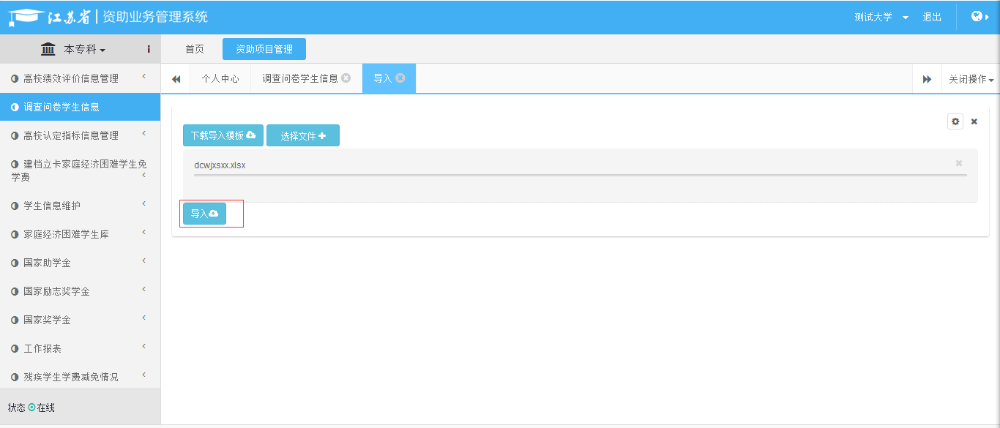 江苏省|资助业务管理系统
测试大学 退出
本专科
首页 资助项目管理
个人中心 调查问卷学生信息 导入 关闭操作
高校绩效评价信息管理
调查问卷学生信息
高校认定指标信息管理
建档立卡家庭经济困难学生免
学费
学生信息维护
家庭经济困难学生库
国家助学金
国家励志奖学金
国家奖学金
工作报表
残疾学生学费减免情况
状态 在线
下载导入模板 选择文件
dcwjxsxx.xlsx
导入